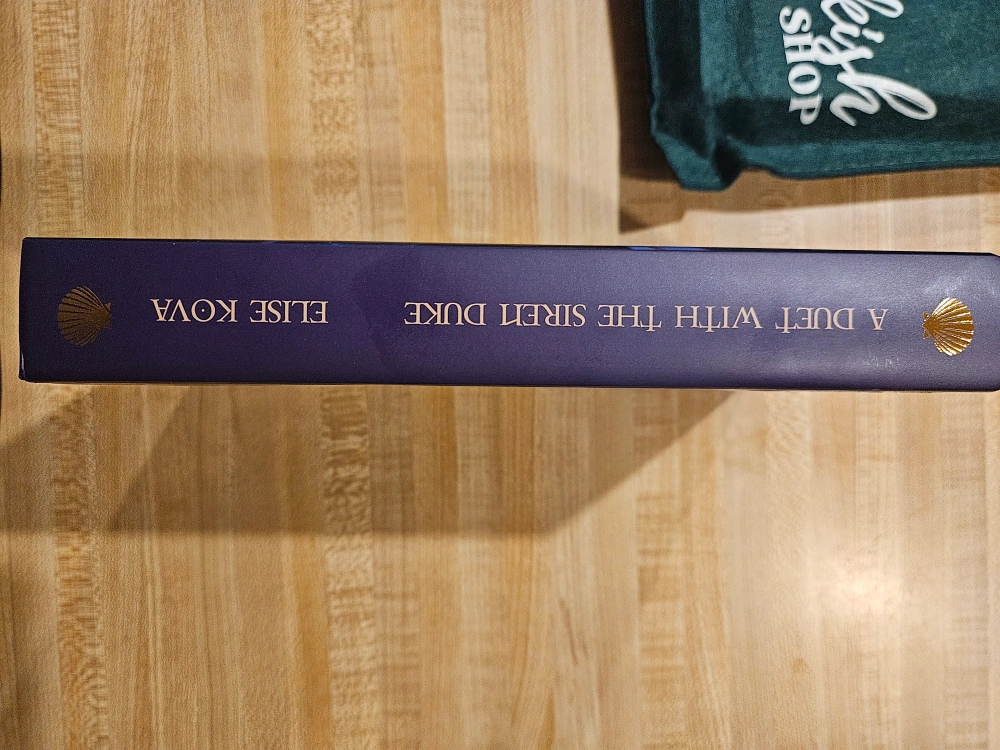 A DUET WITH THE SIREN DUKE
ELISE KOVA
SHOP